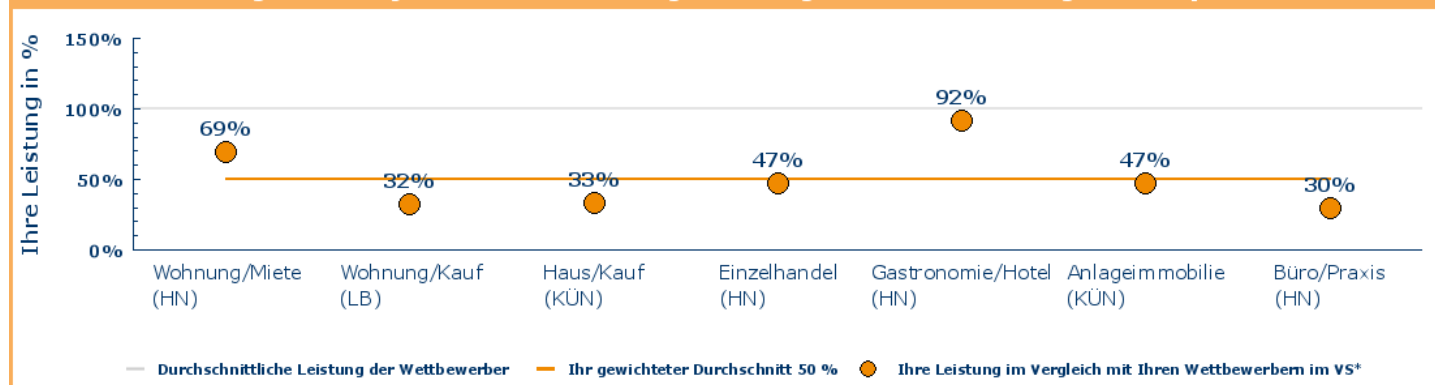 Ihre Leistung in %
150%
100%
50%
0%
69%
32%
33%
47%
92%
47%
30%
Wohnung/Miete
(HN)
Wohnung/Kauf
(LB)
Haus/Kauf
(KÜN)
Einzelhandel
(HN)
Gastronomie/Hotel
(HN)
Anlageimmobilie
(KÜN)
Büro/Praxis
(HN)
Durchschnittliche Leistung der Wettbewerber
Ihr gewichteter Durchschnitt 50 %
Ihre Leistung im Vergleich mit Ihren Wettbewerbern im VS*